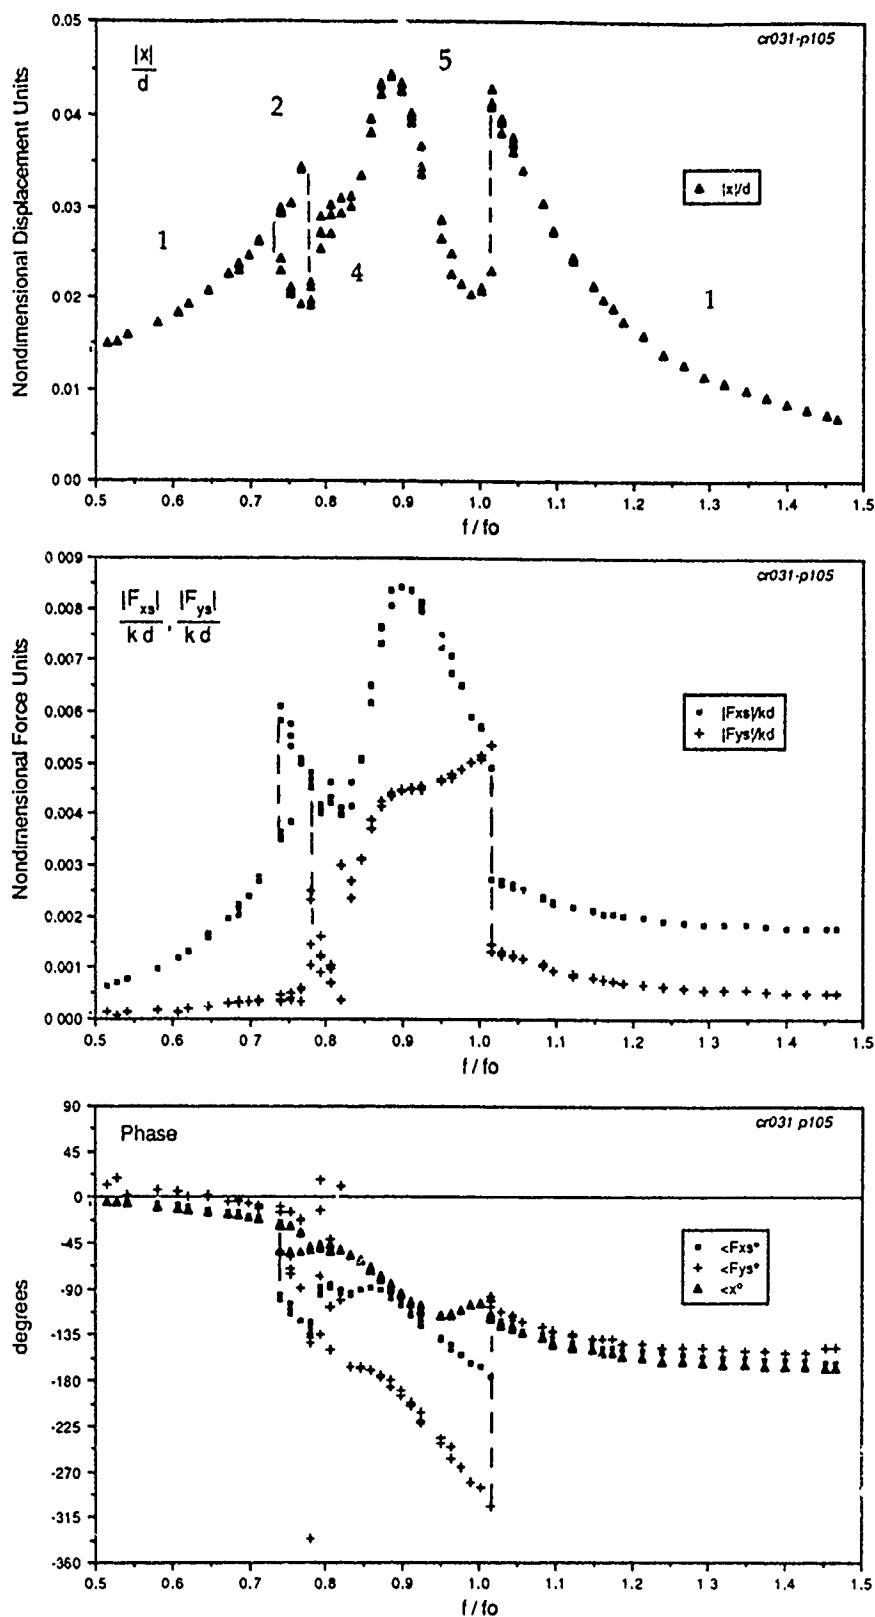 0.05
0.04
0.03
0.02
0.01
0 00
Nondimensional Displacement Units
|x|
d
cr031-p105
1
2
4
5
1
|x|/d
0.5 0.6 0.7 0.8 0.9 1.0 1.1 1.2 1.3 1.4 1.5
f / fo
0.009
0.008
0.007
0.006
0.005
0.004
0.003
0.002
0.001
0 000
Nondimensional Force Units
|Fxs| |Fys|
k d , k d
cr031-p105
|Fxs|/kd
|Fys|/kd
0.5 0.6 0.7 0.8 0.9 1.0 1.1 1.2 1.3 1.4 1.5
f / fo
90
45
0
-45
-90
-135
-180
-225
-270
-315
-360
degrees
Phase
cr031 p105
<Fxs°
<Fys°
<x°
0.5 0.6 0.7 0.8 0.9 1.0 1.1 1.2 1.3 1.4 1.5
f / fo